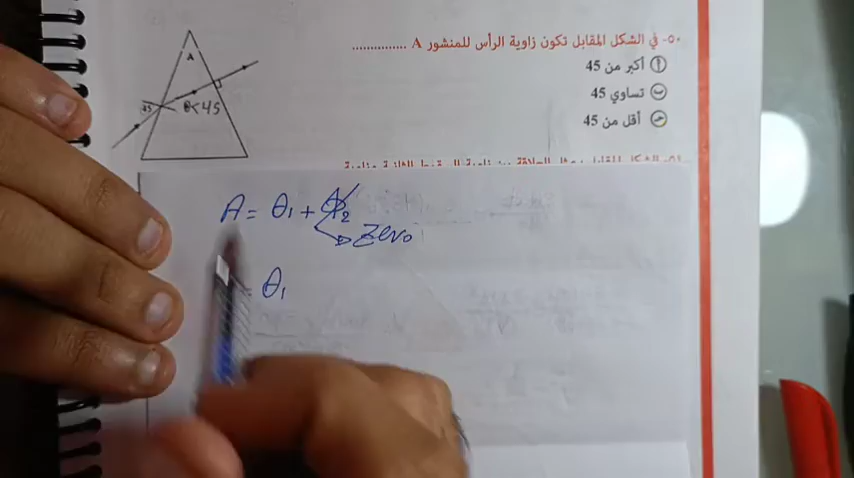 ٥٠- في الشكل المقابل تكون زاوية الرأس للمنشور A ...............
أ أكبر من 45
ب تساوي 45
ج أقل من 45
A
45
θ<45
A = θ₁ + ϕ₂
Zero
= θ₁